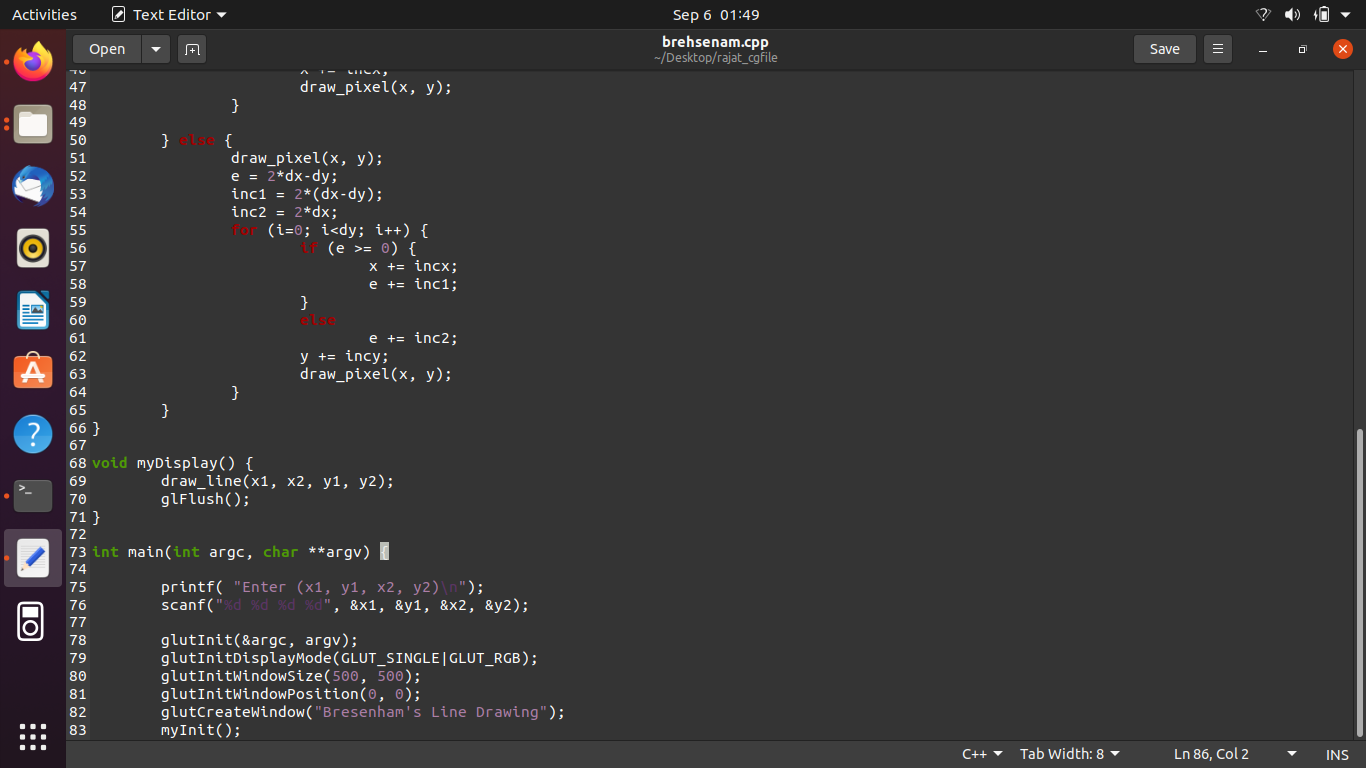 Activities Text Editor Sep 6 01:49
Open brehsenam.cpp Save
~/Desktop/rajat_cgfile
46 x += incx;
47 draw_pixel(x, y);
48 }
49
50 } else {
51 draw_pixel(x, y);
52 e = 2*dx-dy;
53 inc1 = 2*(dx-dy);
54 inc2 = 2*dx;
55 for (i=0; i<dy; i++) {
56 if (e >= 0) {
57 x += incx;
58 e += inc1;
59 }
60 else
61 e += inc2;
62 y += incy;
63 draw_pixel(x, y);
64 }
65 }
66 }
67
68 void myDisplay() {
69 draw_line(x1, x2, y1, y2);
70 glFlush();
71 }
72
73 int main(int argc, char **argv) {
74
75 printf( "Enter (x1, y1, x2, y2)\n");
76 scanf("%d %d %d %d", &x1, &y1, &x2, &y2);
77
78 glutInit(&argc, argv);
79 glutInitDisplayMode(GLUT_SINGLE|GLUT_RGB);
80 glutInitWindowSize(500, 500);
81 glutInitWindowPosition(0, 0);
82 glutCreateWindow("Bresenham's Line Drawing");
83 myInit();
C++ Tab Width: 8 Ln 86, Col 2 INS